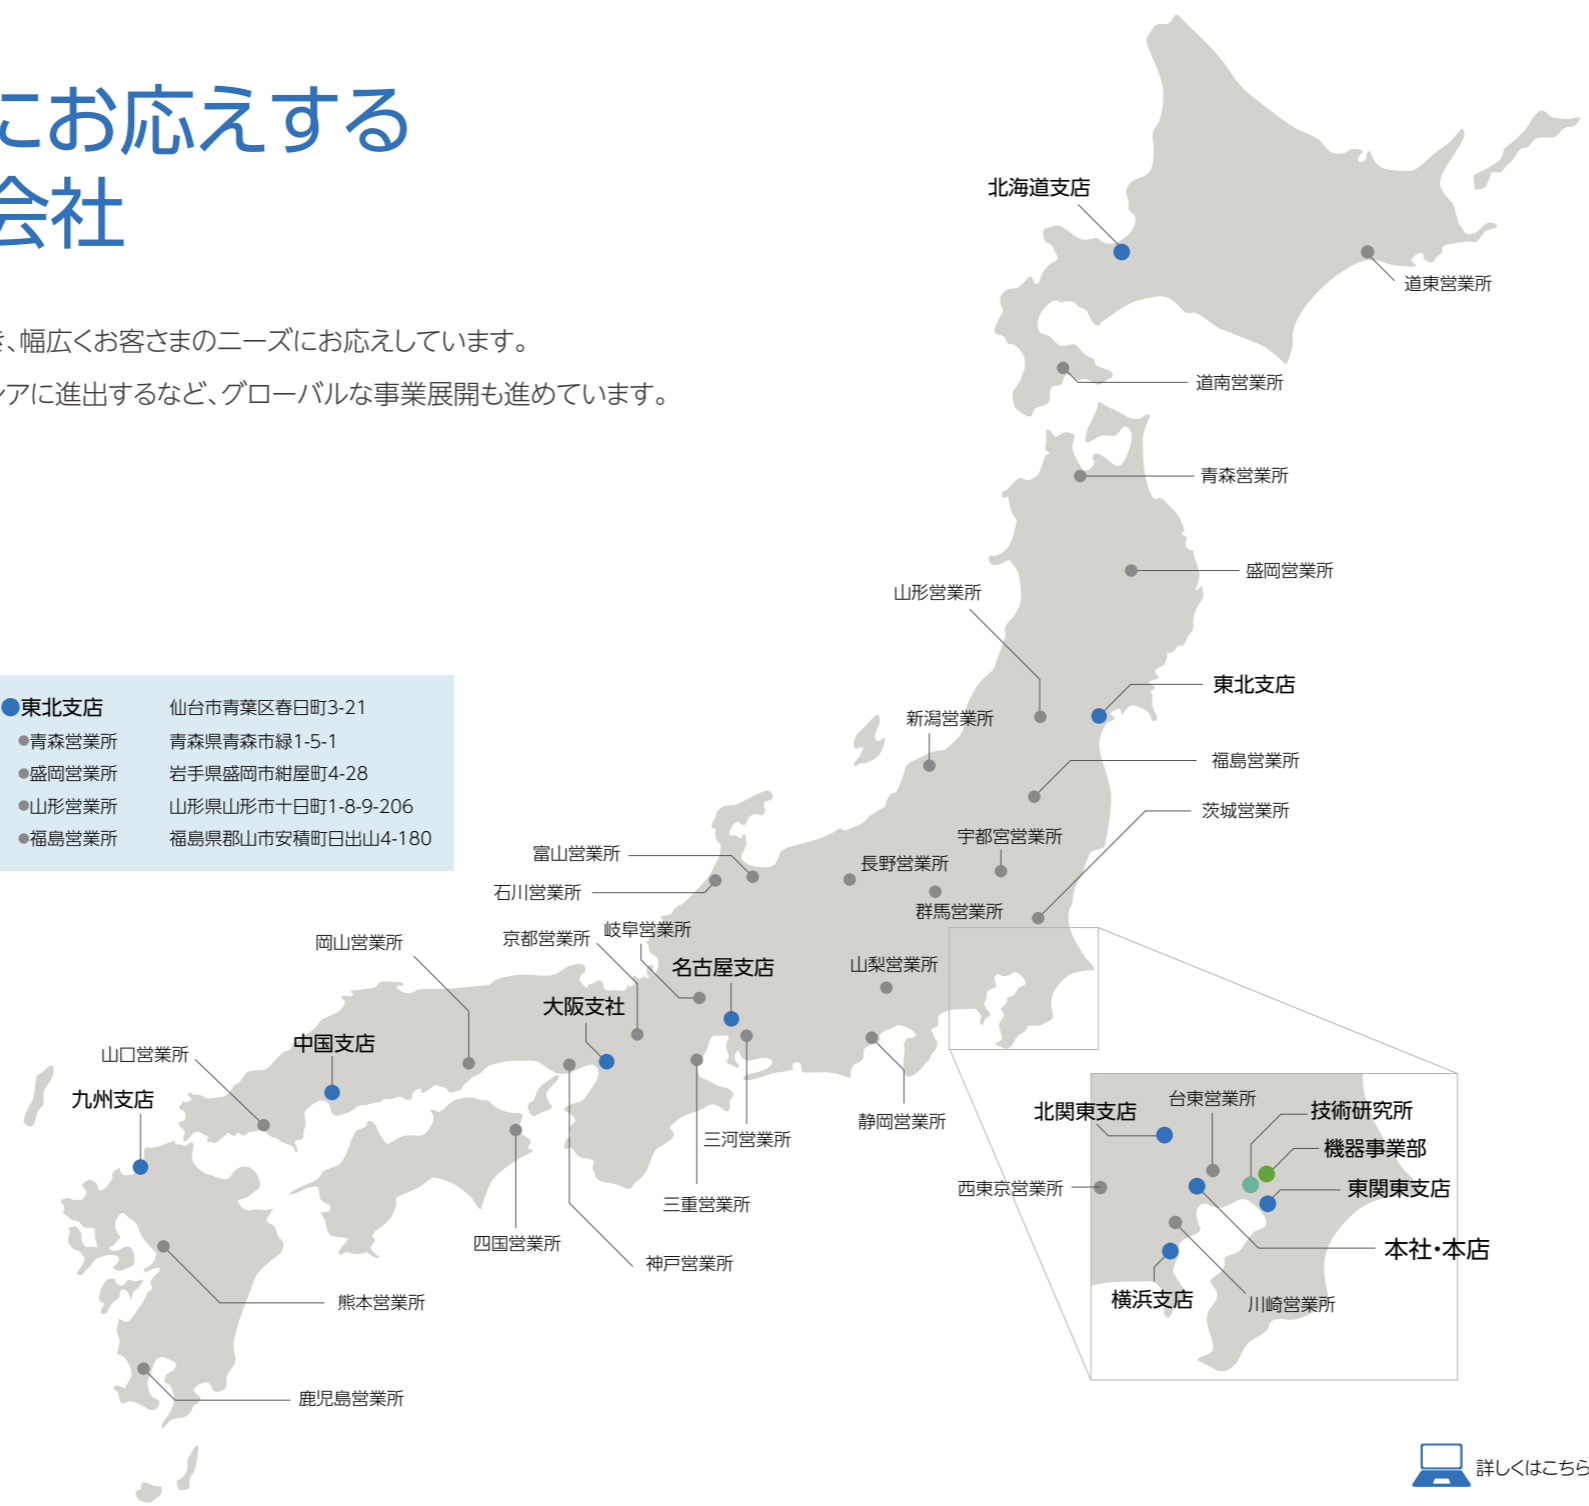 にお応えする
会社
、幅広くお客さまのニーズにお応えしています。
アに進出するなど、グローバルな事業展開も進めています。
●東北支店 仙台市青葉区春日町3-21
●青森営業所 青森県青森市緑1-5-1
●盛岡営業所 岩手県盛岡市紺屋町4-28
●山形営業所 山形県山形市十日町1-8-9-206
●福島営業所 福島県郡山市安積町日出山4-180
北海道支店
道東営業所
道南営業所
青森営業所
盛岡営業所
山形営業所
東北支店
新潟営業所
福島営業所
茨城営業所
宇都宮営業所
富山営業所
長野営業所
石川営業所
群馬営業所
岐阜営業所
京都営業所
岡山営業所
名古屋支店
山梨営業所
大阪支社
中国支店
山口営業所
九州支店
静岡営業所
三河営業所
三重営業所
四国営業所
神戸営業所
熊本営業所
鹿児島営業所
台東営業所
北関東支店
技術研究所
機器事業部
西東京営業所
東関東支店
本社・本店
横浜支店
川崎営業所
詳しくはこちら